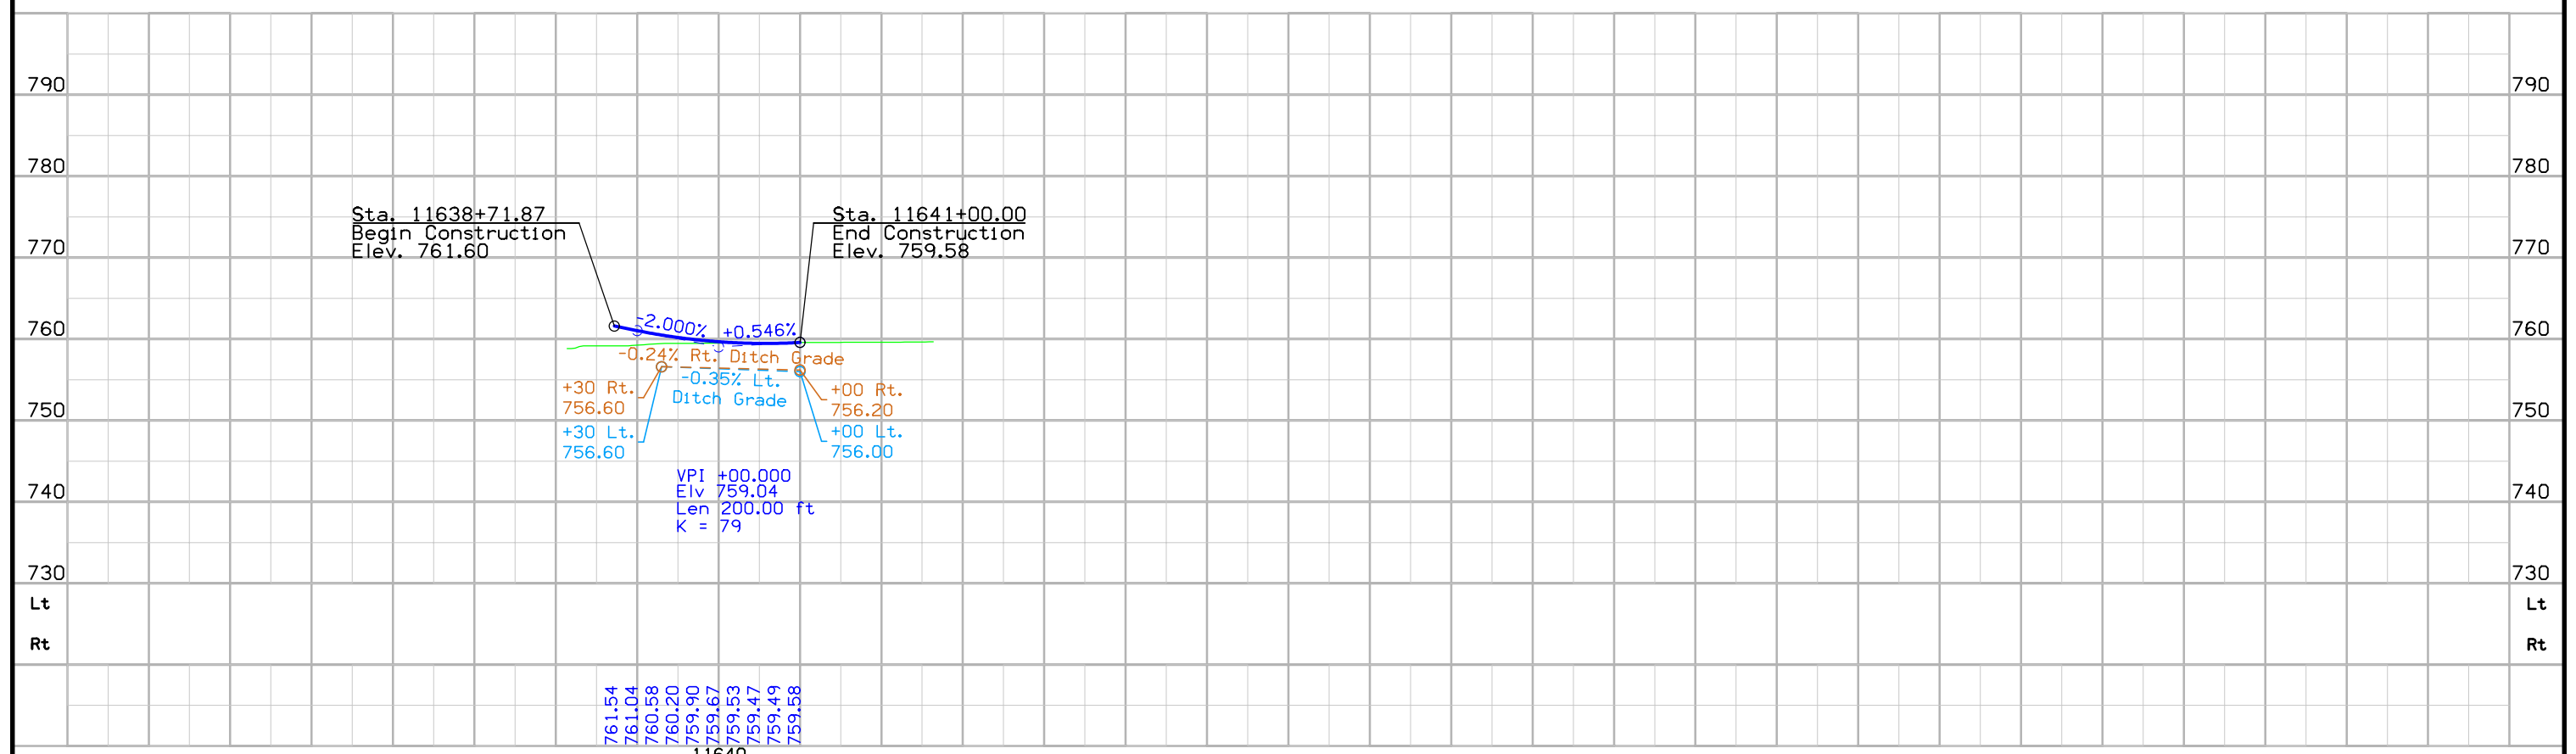 790 790
780 780
Sta. 11638+71.87
Begin Construction
Elev. 761.60
Sta. 11641+00.00
End Construction
Elev. 759.58
770 770
760 760
-2.000%
+0.546%
-0.24% Rt. Ditch Grade
-0.35% Lt.
Ditch Grade
+30 Rt.
756.60
+00 Rt.
756.20
750 750
+30 Lt.
756.60
+00 Lt.
756.00
VPI +00.000
Elv 759.04
Len 200.00 ft
K = 79
740 740
730 730
Lt Lt
Rt Rt
761.54
761.04
760.58
760.20
759.90
759.67
759.53
759.47
759.49
759.58
11640